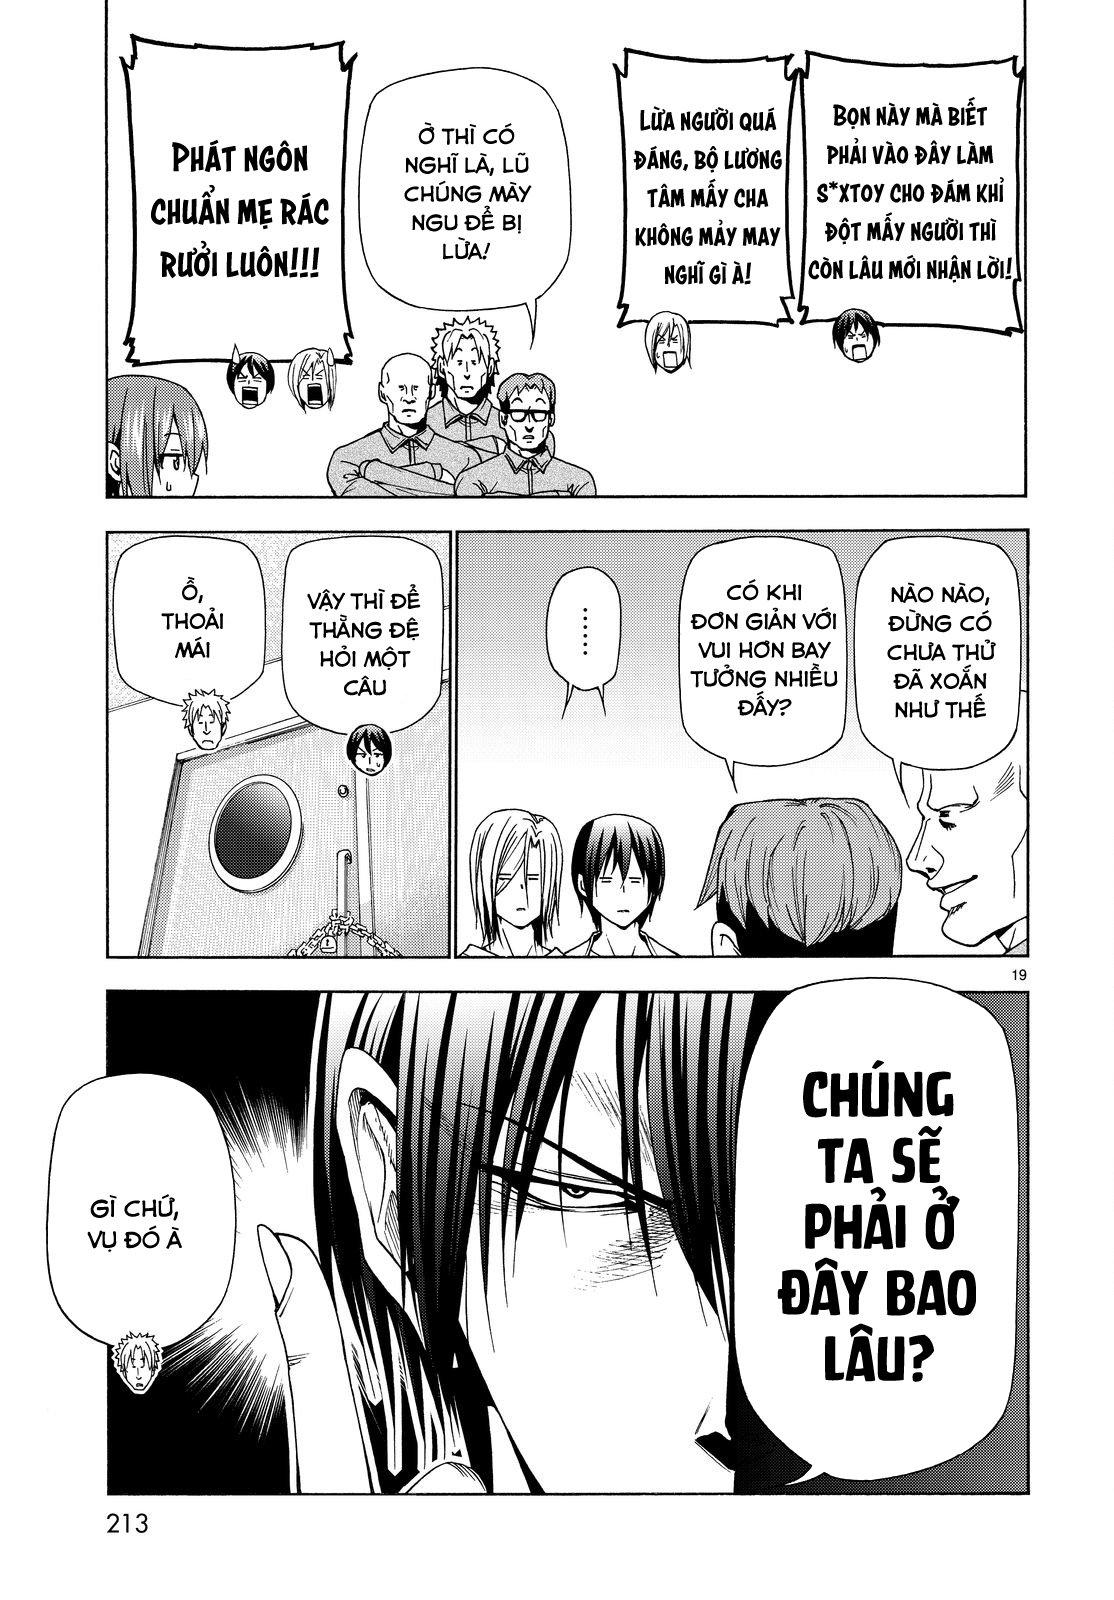 BỌN NÀY MÀ BIẾT
PHẢI VÀO ĐÂY LÀM
S*XTOY CHO ĐÁM KHỈ
ĐỘT MẤY NGƯỜI THÌ
CÒN LÂU MỚI NHẬN LỜI!
LỪA NGƯỜI QUÁ
ĐÁNG, BỘ LƯƠNG
TÂM MẤY CHA
KHÔNG MẢY MAY
NGHĨ GÌ À!
Ờ THÌ CÓ
NGHĨ LÀ, LŨ
CHÚNG MÀY
NGU ĐỂ BỊ
LỪA!
PHÁT NGÔN
CHUẨN MẸ RÁC
RƯỞI LUÔN!!!
NÀO NÀO,
ĐỪNG CÓ
CHƯA THỬ
ĐÃ XOẮN
NHƯ THẾ
CÓ KHI
ĐƠN GIẢN VỚI
VUI HƠN BAY
TƯỞNG NHIỀU
ĐẤY?
......
VẬY THÌ ĐỂ
THẰNG ĐỆ
HỎI MỘT
CÂU
Ồ,
THOẢI
MÁI
19
CHÚNG
TA SẼ
PHẢI Ở
ĐÂY BAO
LÂU?
GÌ CHỨ,
VỤ ĐÓ À
213